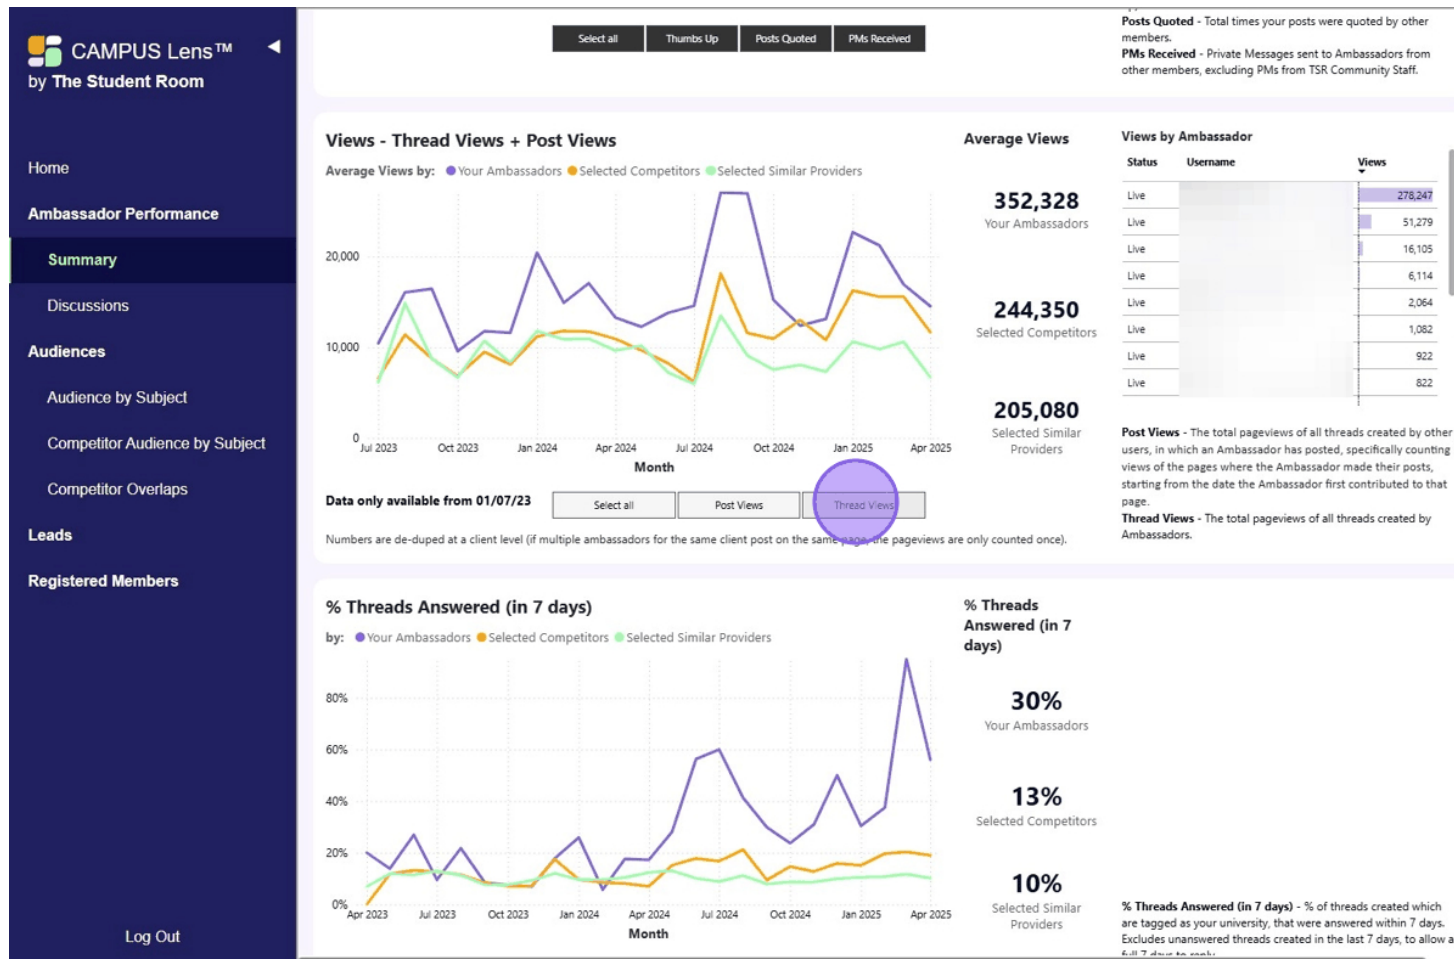 CAMPUS Lens™
by The Student Room
Home
Ambassador Performance
Summary
Discussions
Audiences
Audience by Subject
Competitor Audience by Subject
Competitor Overlaps
Leads
Registered Members
Log Out
Select all
Thumbs Up
Posts Quoted
PMs Received
Posts Quoted - Total times your posts were quoted by other
members.
PMs Received - Private Messages sent to Ambassadors from
other members, excluding PMs from TSR Community Staff.
Views - Thread Views + Post Views
Average Views by: Your Ambassadors Selected Competitors Selected Similar Providers
20,000
10,000
0
Jul 2023
Oct 2023
Jan 2024
Apr 2024
Jul 2024
Oct 2024
Jan 2025
Apr 2025
Month
Data only available from 01/07/23
Select all
Post Views
Thread Views
Numbers are de-duped at a client level (if multiple ambassadors for the same client post on the same page, the pageviews are only counted once).
Average Views
352,328
Your Ambassadors
244,350
Selected Competitors
205,080
Selected Similar
Providers
Views by Ambassador
Status Username Views
Live 278,247
Live 51,279
Live 16,105
Live 6,114
Live 2,064
Live 1,082
Live 922
Live 822
Post Views - The total pageviews of all threads created by other
users, in which an Ambassador has posted, specifically counting
views of the pages where the Ambassador made their posts,
starting from the date the Ambassador first contributed to that
page.
Thread Views - The total pageviews of all threads created by
Ambassadors.
% Threads Answered (in 7 days)
by: Your Ambassadors Selected Competitors Selected Similar Providers
80%
60%
40%
20%
0%
Apr 2023
Jul 2023
Oct 2023
Jan 2024
Apr 2024
Jul 2024
Oct 2024
Jan 2025
Apr 2025
Month
% Threads
Answered (in 7
days)
30%
Your Ambassadors
13%
Selected Competitors
10%
Selected Similar
Providers
% Threads Answered (in 7 days) - % of threads created which
are tagged as your university, that were answered within 7 days.
Excludes unanswered threads created in the last 7 days, to allow a
full 7 days to reply